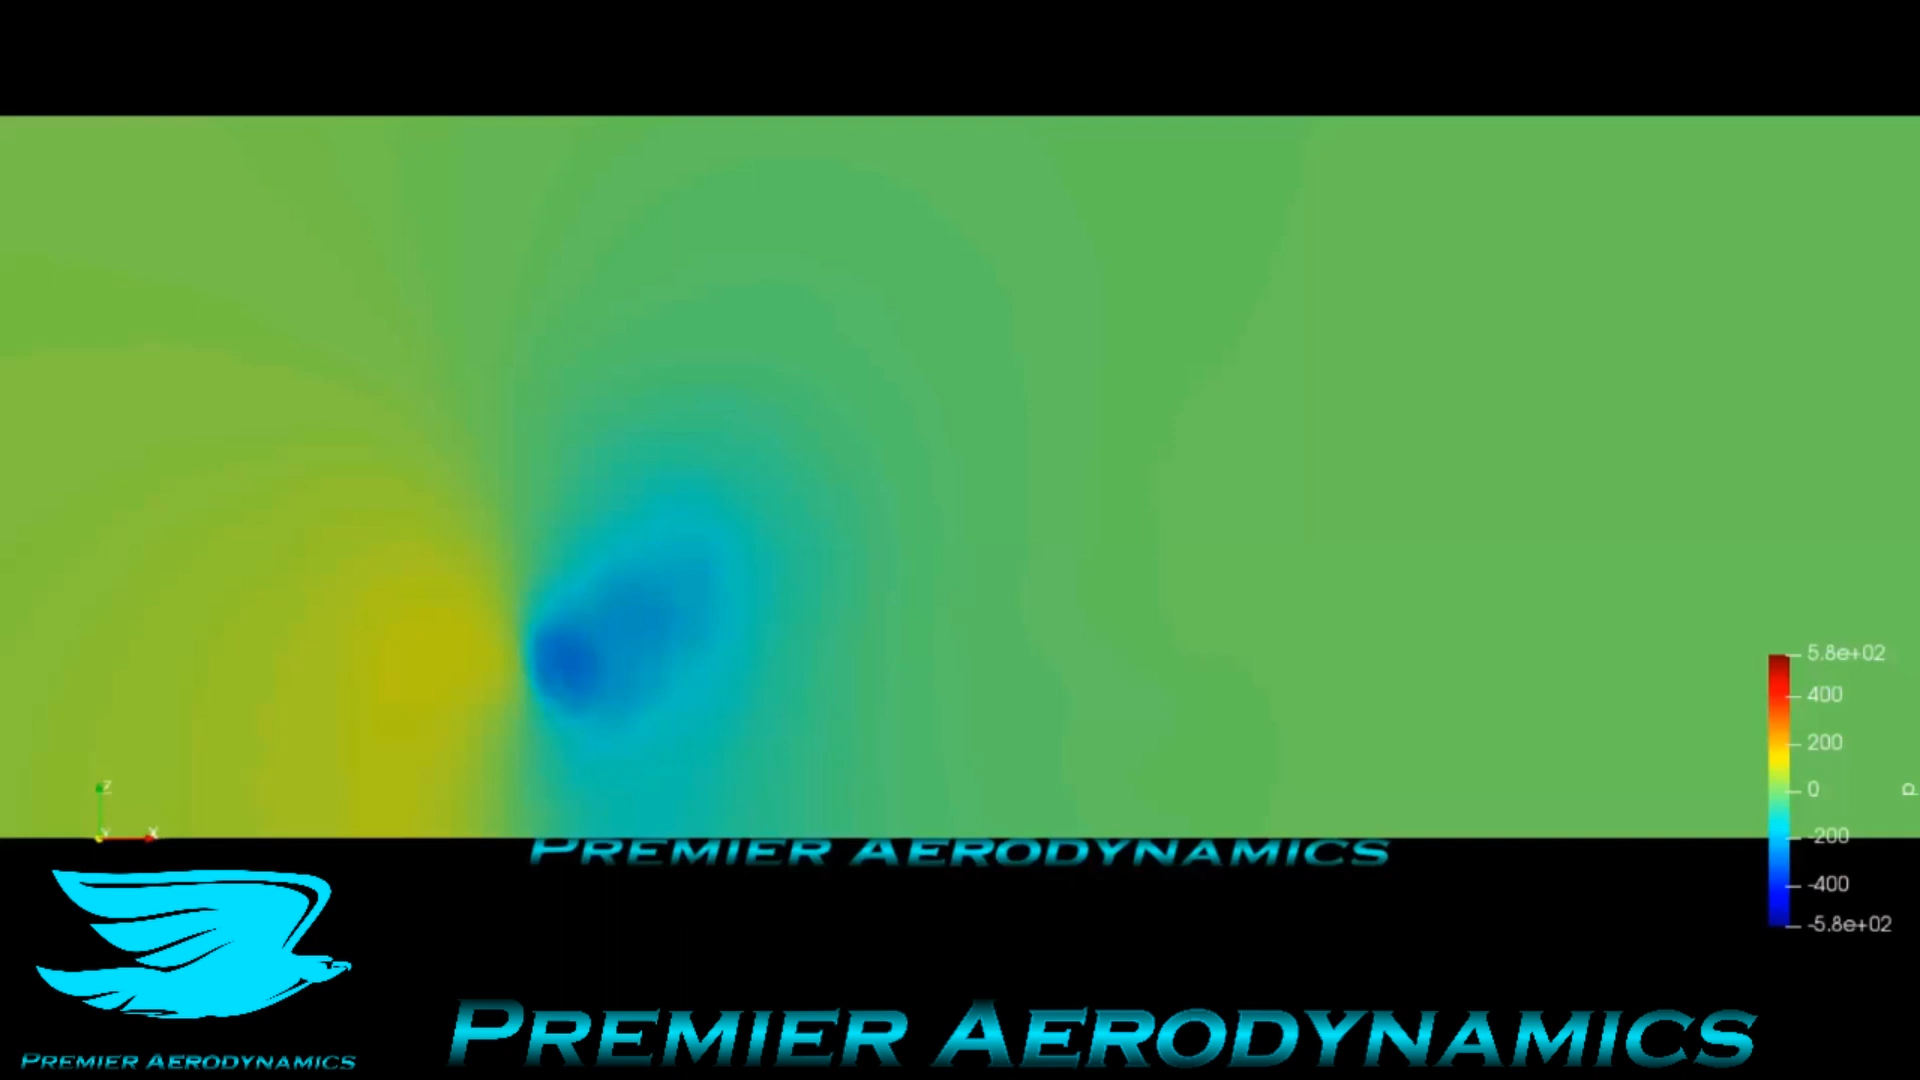 5.8e+02
400
200
0
p
-200
-400
-5.8e+02
Z
Y
X
PREMIER AERODYNAMICS
PREMIER AERODYNAMICS
PREMIER AERODYNAMICS